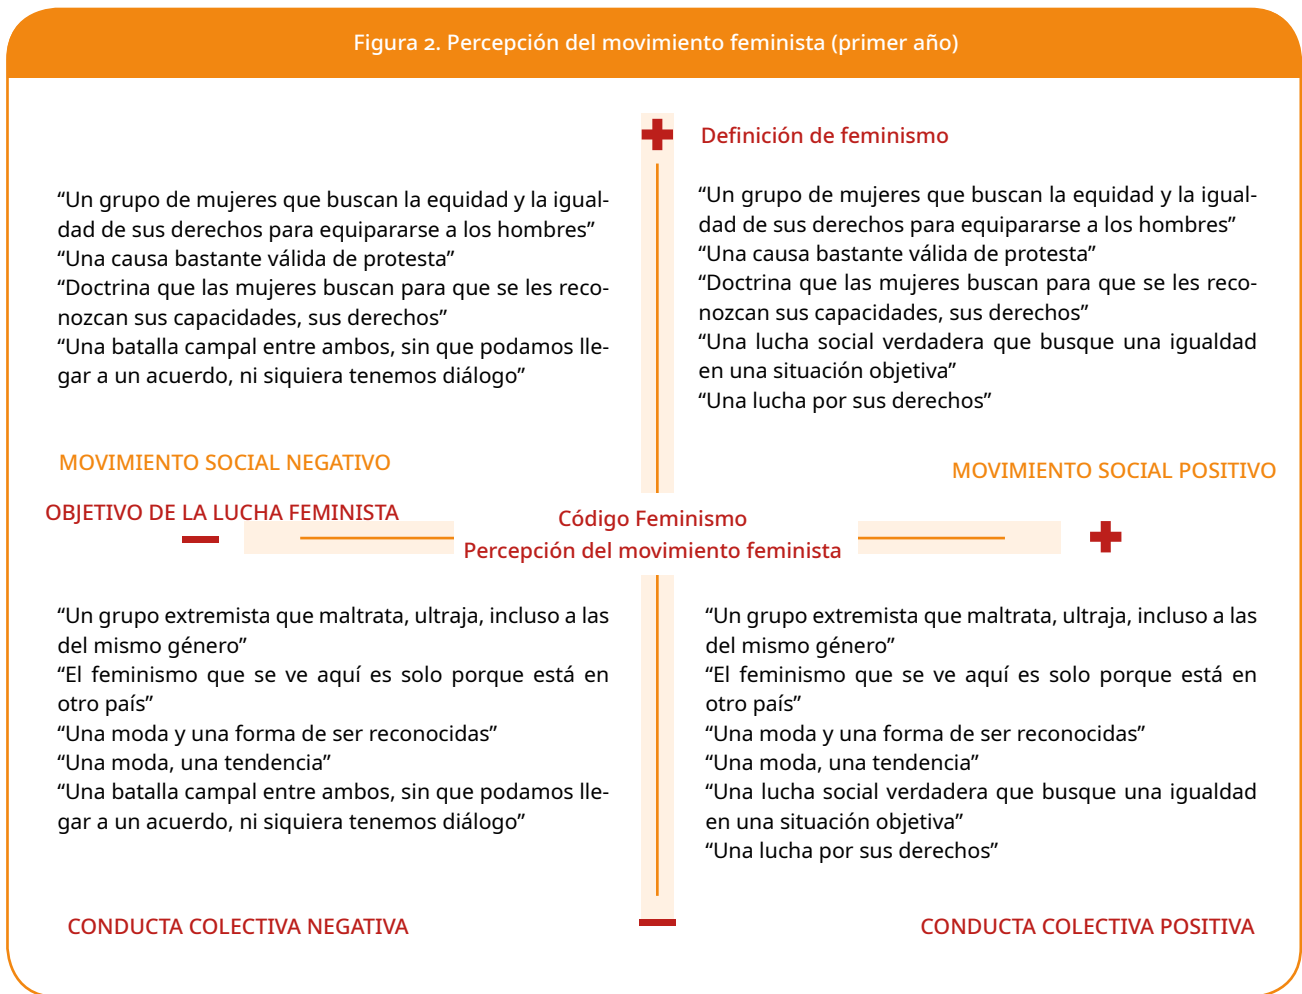 Figura 2. Percepción del movimiento feminista (primer año)
Definición de feminismo
“Un grupo de mujeres que buscan la equidad y la igual-
dad de sus derechos para equipararse a los hombres”
“Una causa bastante válida de protesta”
“Doctrina que las mujeres buscan para que se les reco-
nozcan sus capacidades, sus derechos”
“Una batalla campal entre ambos, sin que podamos lle-
gar a un acuerdo, ni siquiera tenemos diálogo”
MOVIMIENTO SOCIAL NEGATIVO
“Un grupo de mujeres que buscan la equidad y la igual-
dad de sus derechos para equipararse a los hombres”
“Una causa bastante válida de protesta”
“Doctrina que las mujeres buscan para que se les reco-
nozcan sus capacidades, sus derechos”
“Una lucha social verdadera que busque una igualdad
en una situación objetiva”
“Una lucha por sus derechos”
MOVIMIENTO SOCIAL POSITIVO
OBJETIVO DE LA LUCHA FEMINISTA
Código Feminismo
Percepción del movimiento feminista
“Un grupo extremista que maltrata, ultraja, incluso a las
del mismo género”
“El feminismo que se ve aquí es solo porque está en
otro país”
“Una moda y una forma de ser reconocidas”
“Una moda, una tendencia”
“Una batalla campal entre ambos, sin que podamos lle-
gar a un acuerdo, ni siquiera tenemos diálogo”
CONDUCTA COLECTIVA NEGATIVA
“Un grupo extremista que maltrata, ultraja, incluso a las
del mismo género”
“El feminismo que se ve aquí es solo porque está en
otro país”
“Una moda y una forma de ser reconocidas”
“Una moda, una tendencia”
“Una lucha social verdadera que busque una igualdad
en una situación objetiva”
“Una lucha por sus derechos”
CONDUCTA COLECTIVA POSITIVA